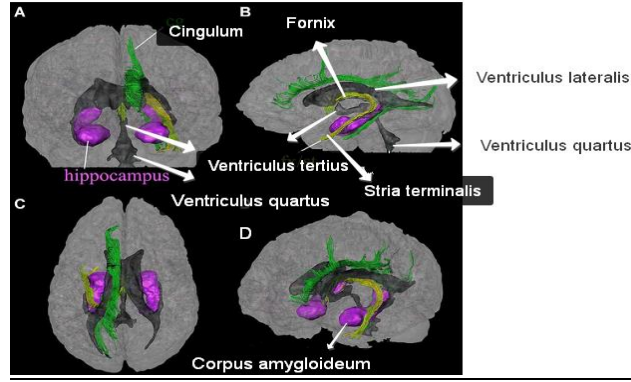 A
Cingulum
B
Fornix
Ventriculus lateralis
Ventriculus quartus
Ventriculus tertius
hippocampus
Stria terminalis
Ventriculus quartus
C
D
Corpus amygloideum